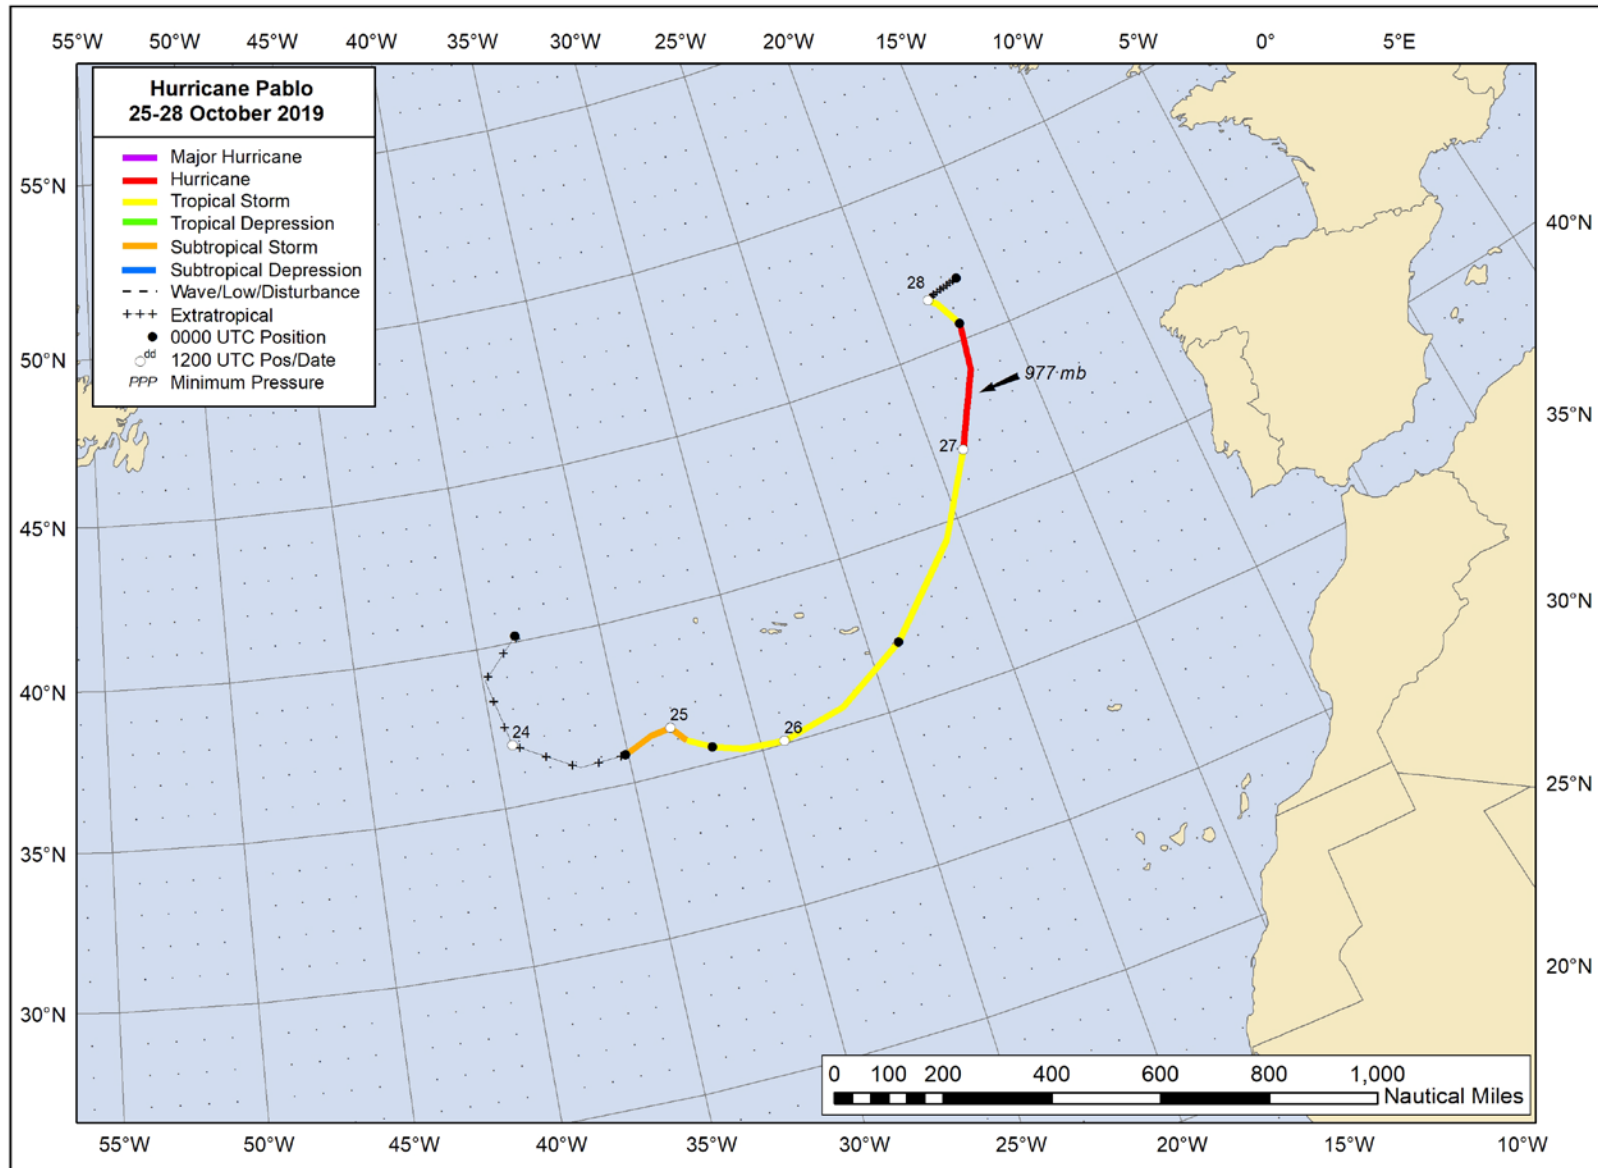 55°W 50°W 45°W 40°W 35°W 30°W 25°W 20°W 15°W 10°W 5°W 0° 5°E
Hurricane Pablo
25-28 October 2019
Major Hurricane
Hurricane
Tropical Storm
Tropical Depression
Subtropical Storm
Subtropical Depression
Wave/Low/Disturbance
+++ Extratropical
0000 UTC Position
dd 1200 UTC Pos/Date
PPP Minimum Pressure
55°N
40°N
28
50°N
977 mb
35°N
27
45°N
30°N
40°N
25
24
26
25°N
35°N
20°N
30°N
0 100 200 400 600 800 1,000
Nautical Miles
55°W 50°W 45°W 40°W 35°W 30°W 25°W 20°W 15°W 10°W